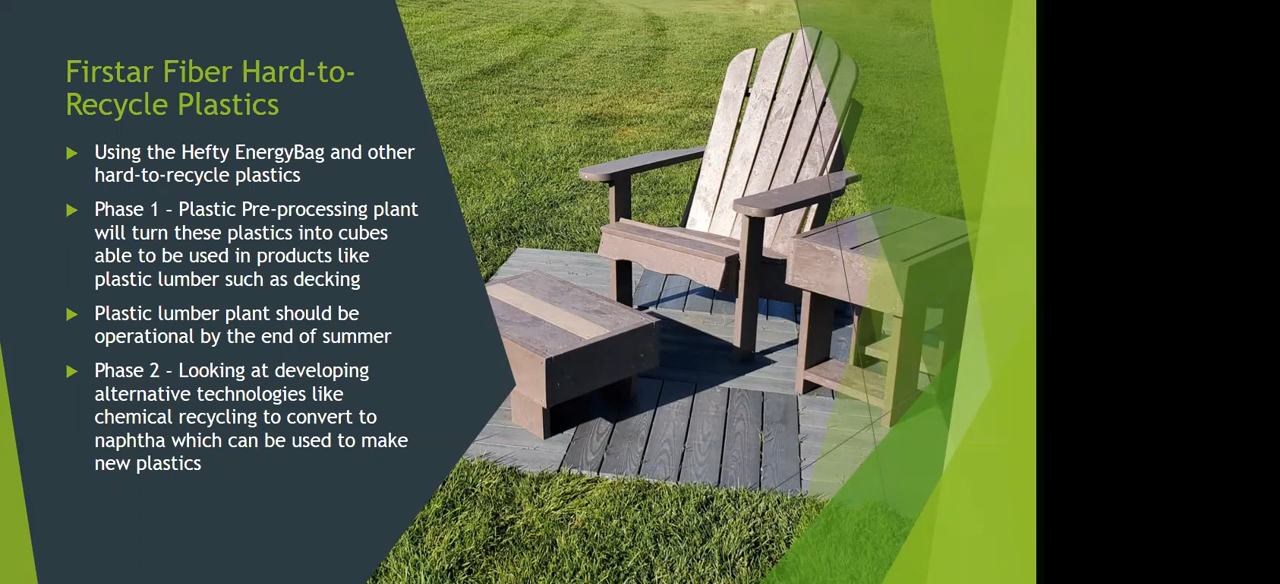 Firstar Fiber Hard-to-
Recycle Plastics
Using the Hefty EnergyBag and other
hard-to-recycle plastics
Phase 1 – Plastic Pre-processing plant
will turn these plastics into cubes
able to be used in products like
plastic lumber such as decking
Plastic lumber plant should be
operational by the end of summer
Phase 2 – Looking at developing
alternative technologies like
chemical recycling to convert to
naphtha which can be used to make
new plastics